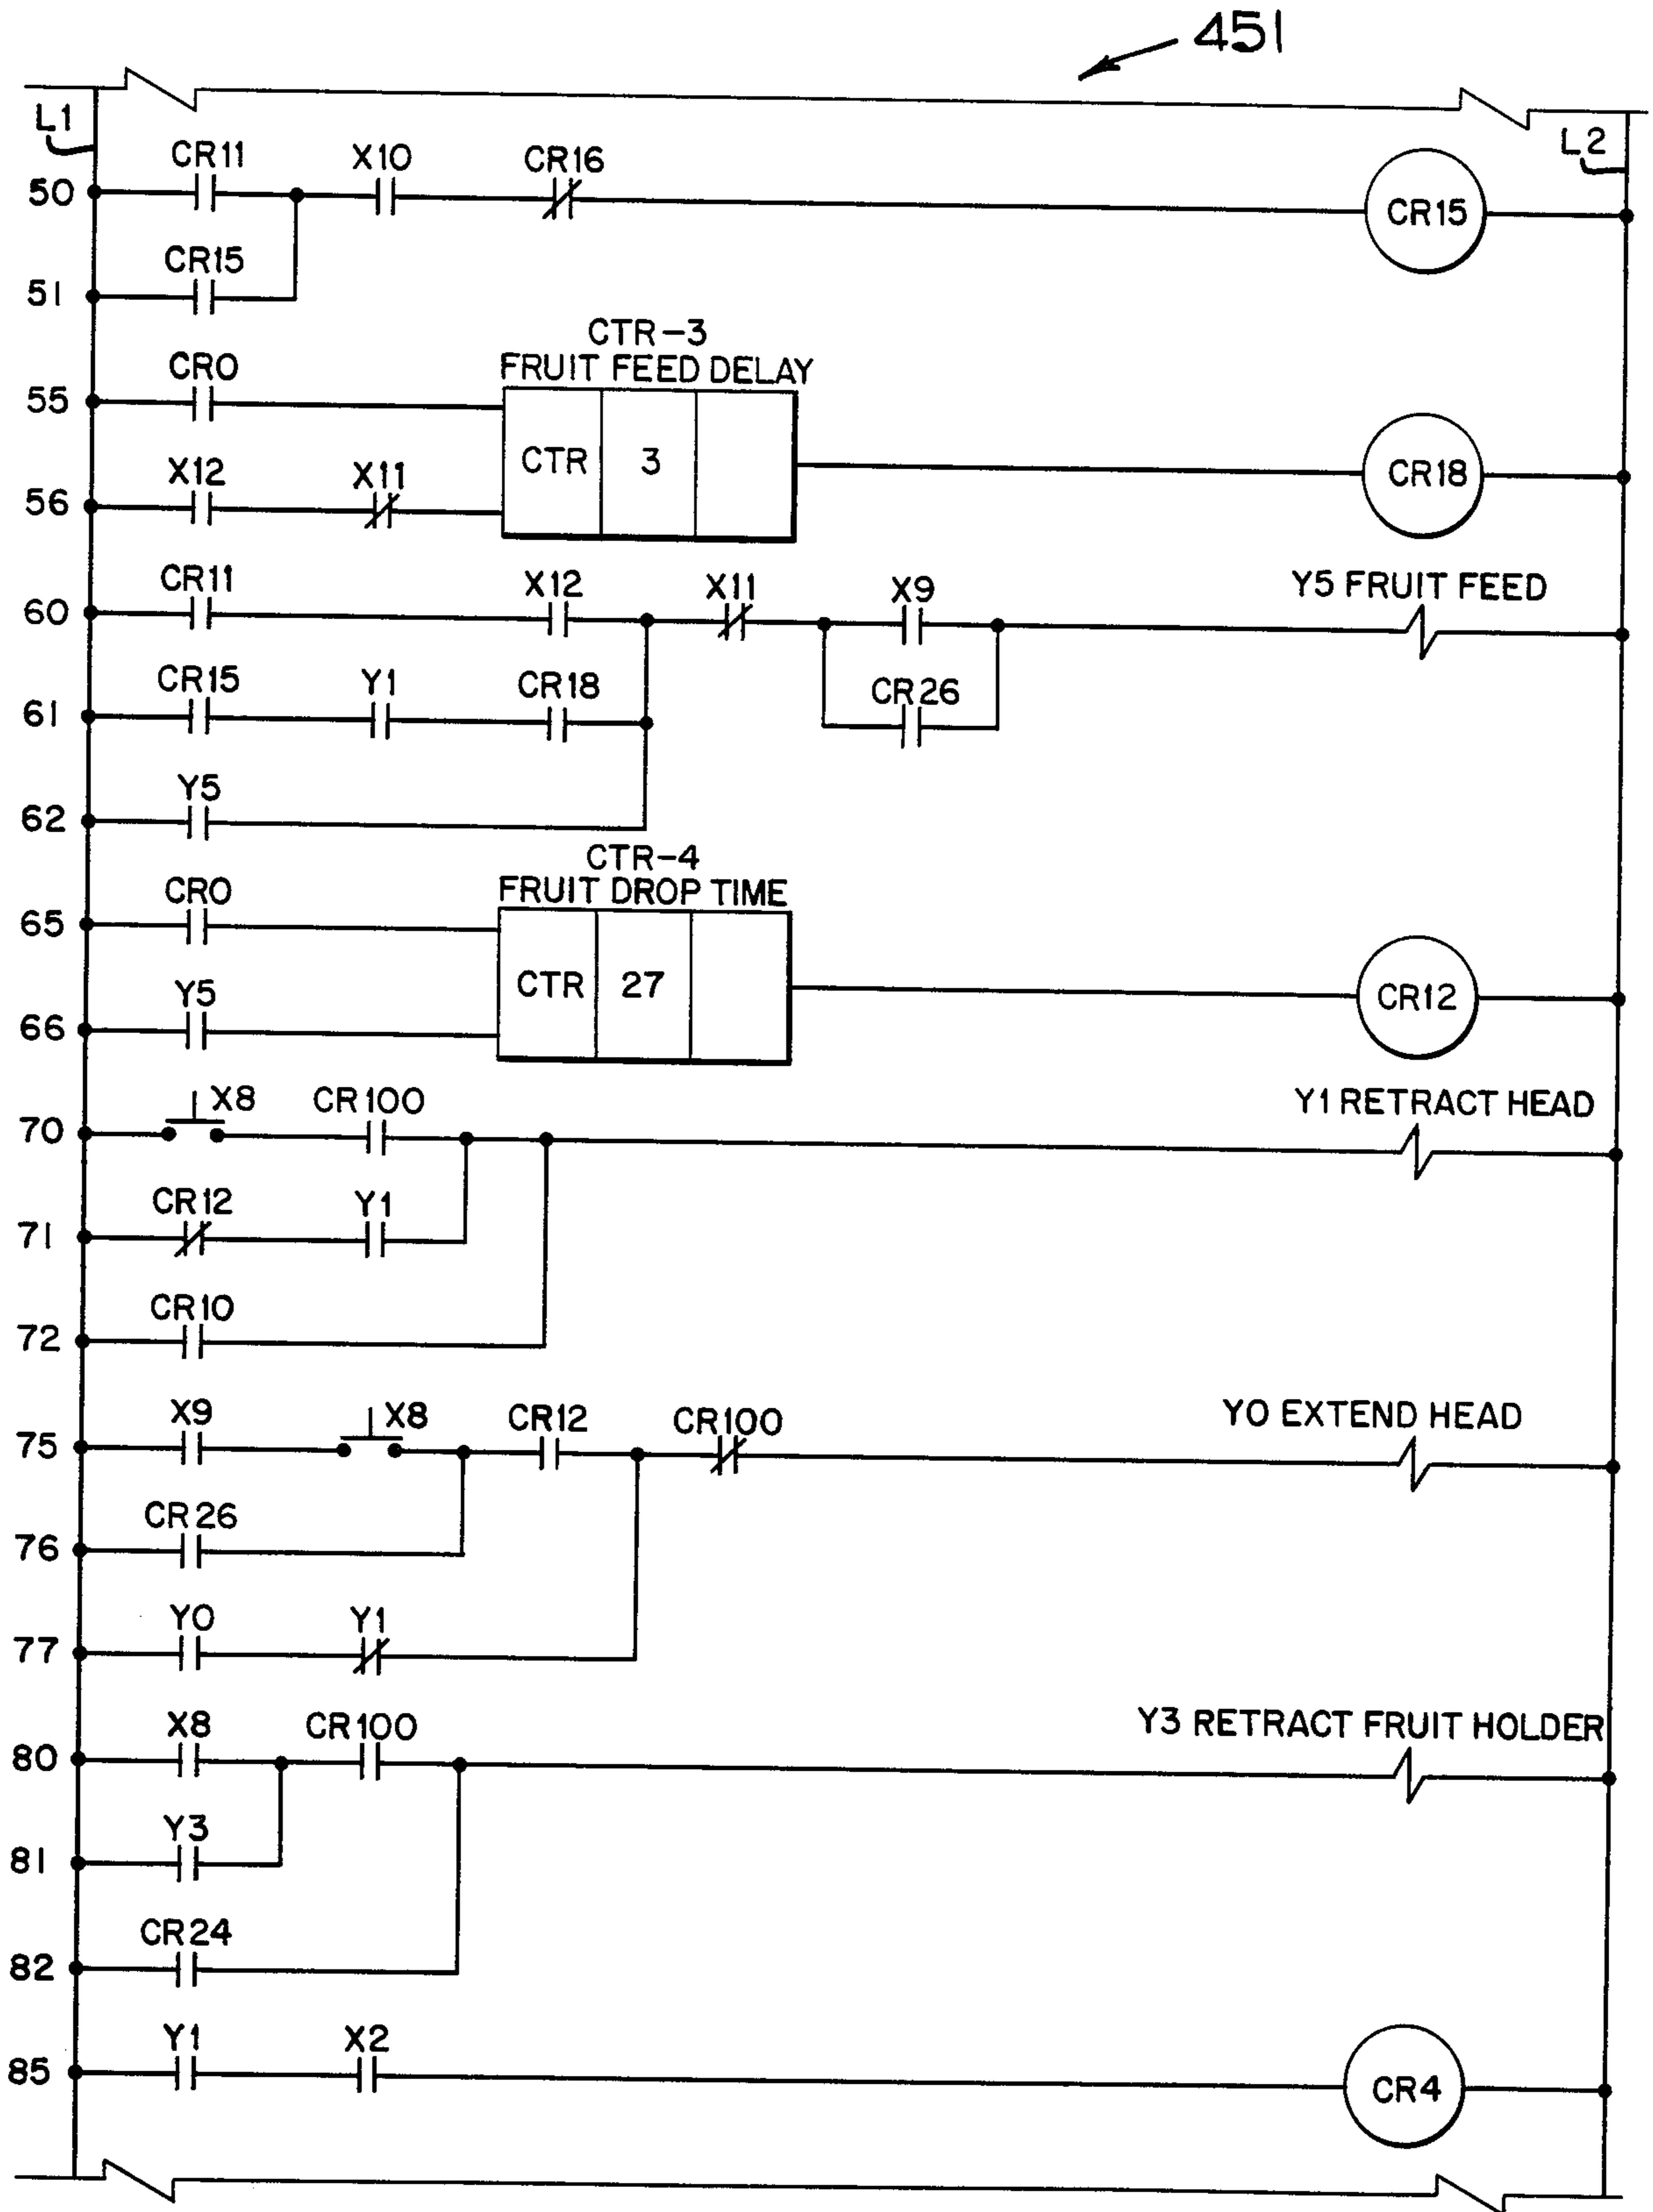 451
L1
L2
CR11 X10 CR16
50
CR15
CR15
51
CTR-3
FRUIT FEED DELAY
CR0
55
CTR 3
CR18
X12 X11
56
CR11 X12 X11 X9 Y5 FRUIT FEED
60
CR15 Y1 CR18 CR26
61
Y5
62
CTR-4
FRUIT DROP TIME
CR0
65
CTR 27
CR12
Y5
66
X8 CR100 Y1 RETRACT HEAD
70
CR12 Y1
71
CR10
72
X9 X8 CR12 CR100 Y0 EXTEND HEAD
75
CR26
76
Y0 Y1
77
X8 CR100 Y3 RETRACT FRUIT HOLDER
80
Y3
81
CR24
82
Y1 X2
85
CR4